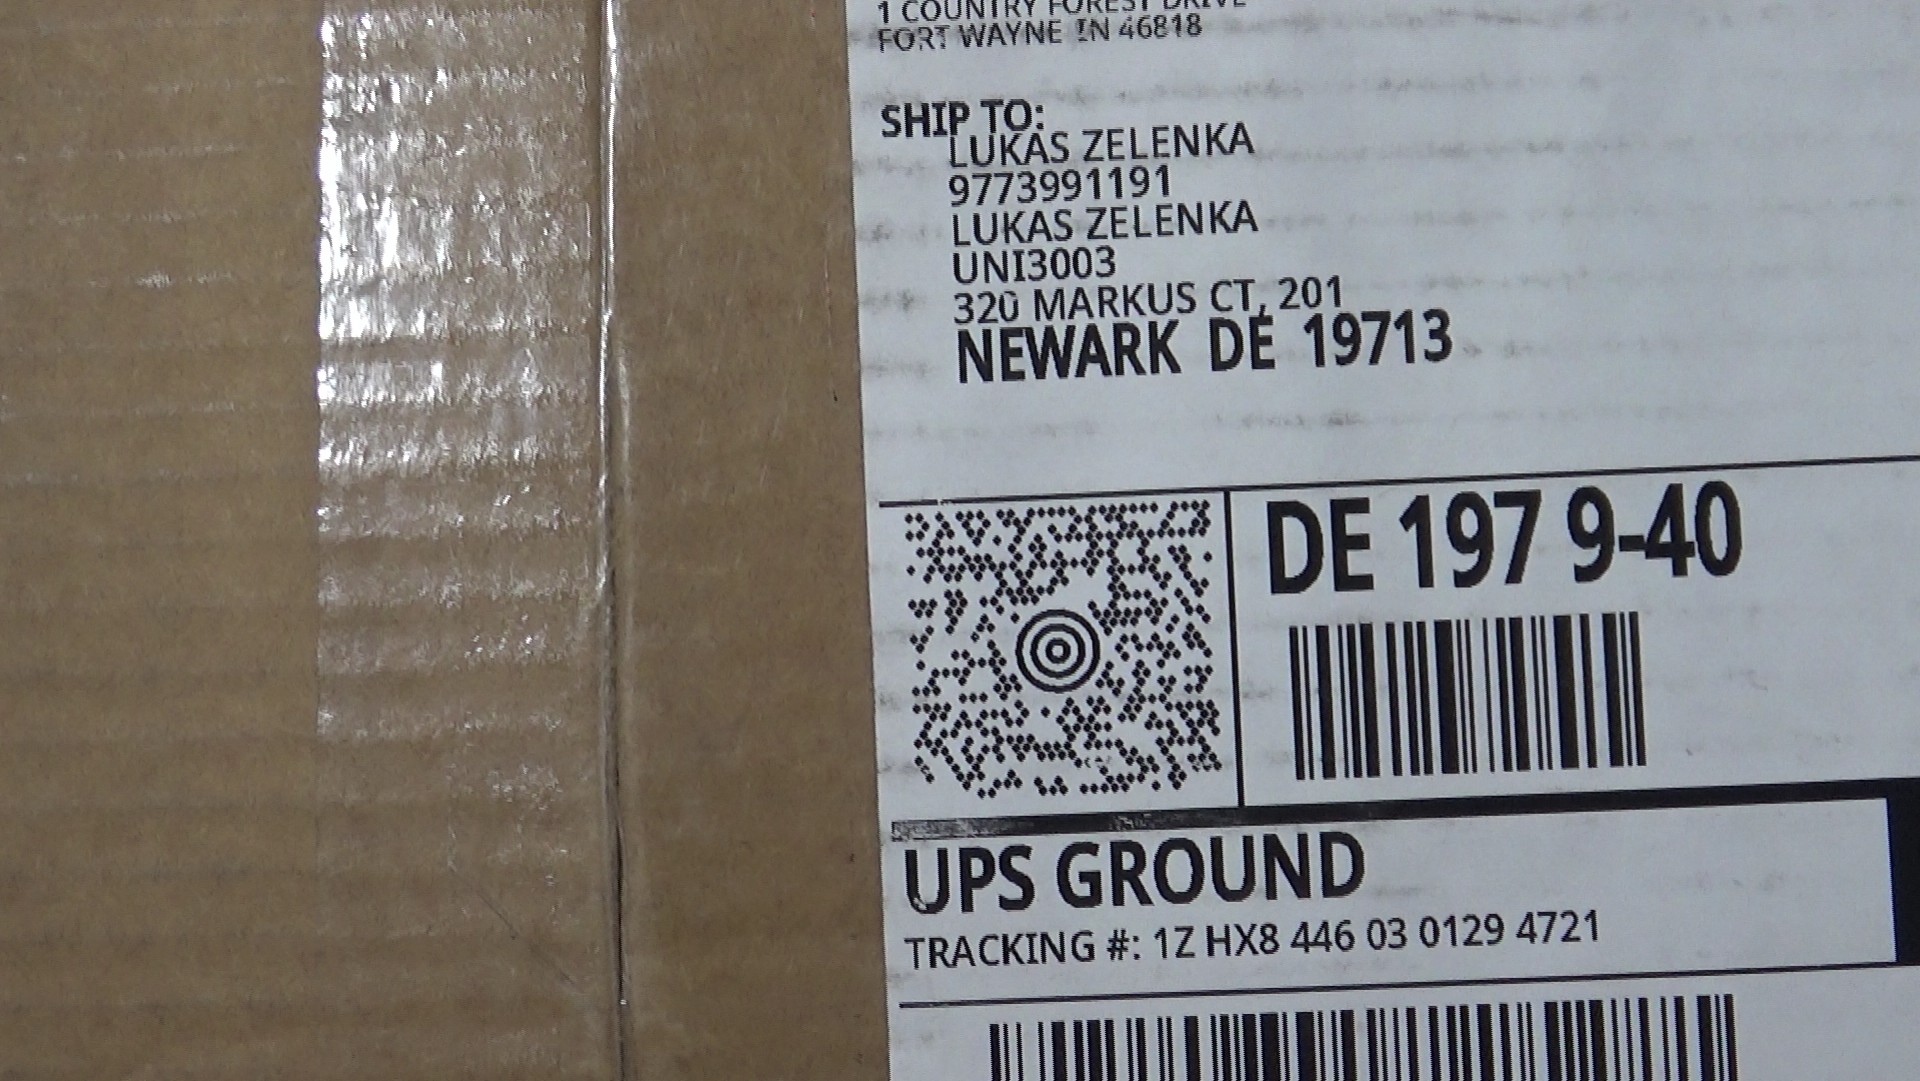 1 COUNTRY FOREST DRIVE
FORT WAYNE IN 46818
SHIP TO:
LUKAS ZELENKA
9773991191
LUKAS ZELENKA
UNI3003
320 MARKUS CT, 201
NEWARK DE 19713
DE 197 9-40
UPS GROUND
TRACKING #: 1Z HX8 446 03 0129 4721